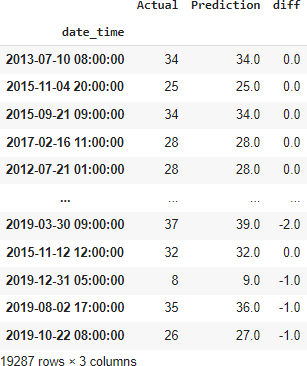 Actual Prediction diff
date_time
2013-07-10 08:00:00 34 34.0 0.0
2015-11-04 20:00:00 25 25.0 0.0
2015-09-21 09:00:00 34 34.0 0.0
2017-02-16 11:00:00 28 28.0 0.0
2012-07-21 01:00:00 28 28.0 0.0
... ... ... ...
2019-03-30 09:00:00 37 39.0 -2.0
2015-11-12 12:00:00 32 32.0 0.0
2019-12-31 05:00:00 8 9.0 -1.0
2019-08-02 17:00:00 35 36.0 -1.0
2019-10-22 08:00:00 26 27.0 -1.0
19287 rows × 3 columns